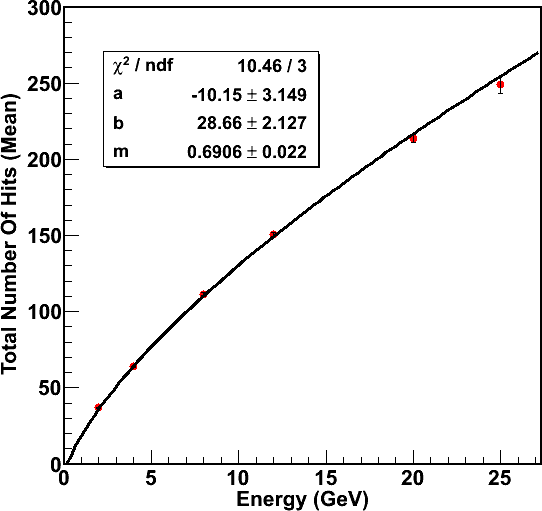 300
250
200
150
100
50
0
Total Number Of Hits (Mean)
χ² / ndf 10.46 / 3
a -10.15 ± 3.149
b 28.66 ± 2.127
m 0.6906 ± 0.022
0 5 10 15 20 25
Energy (GeV)